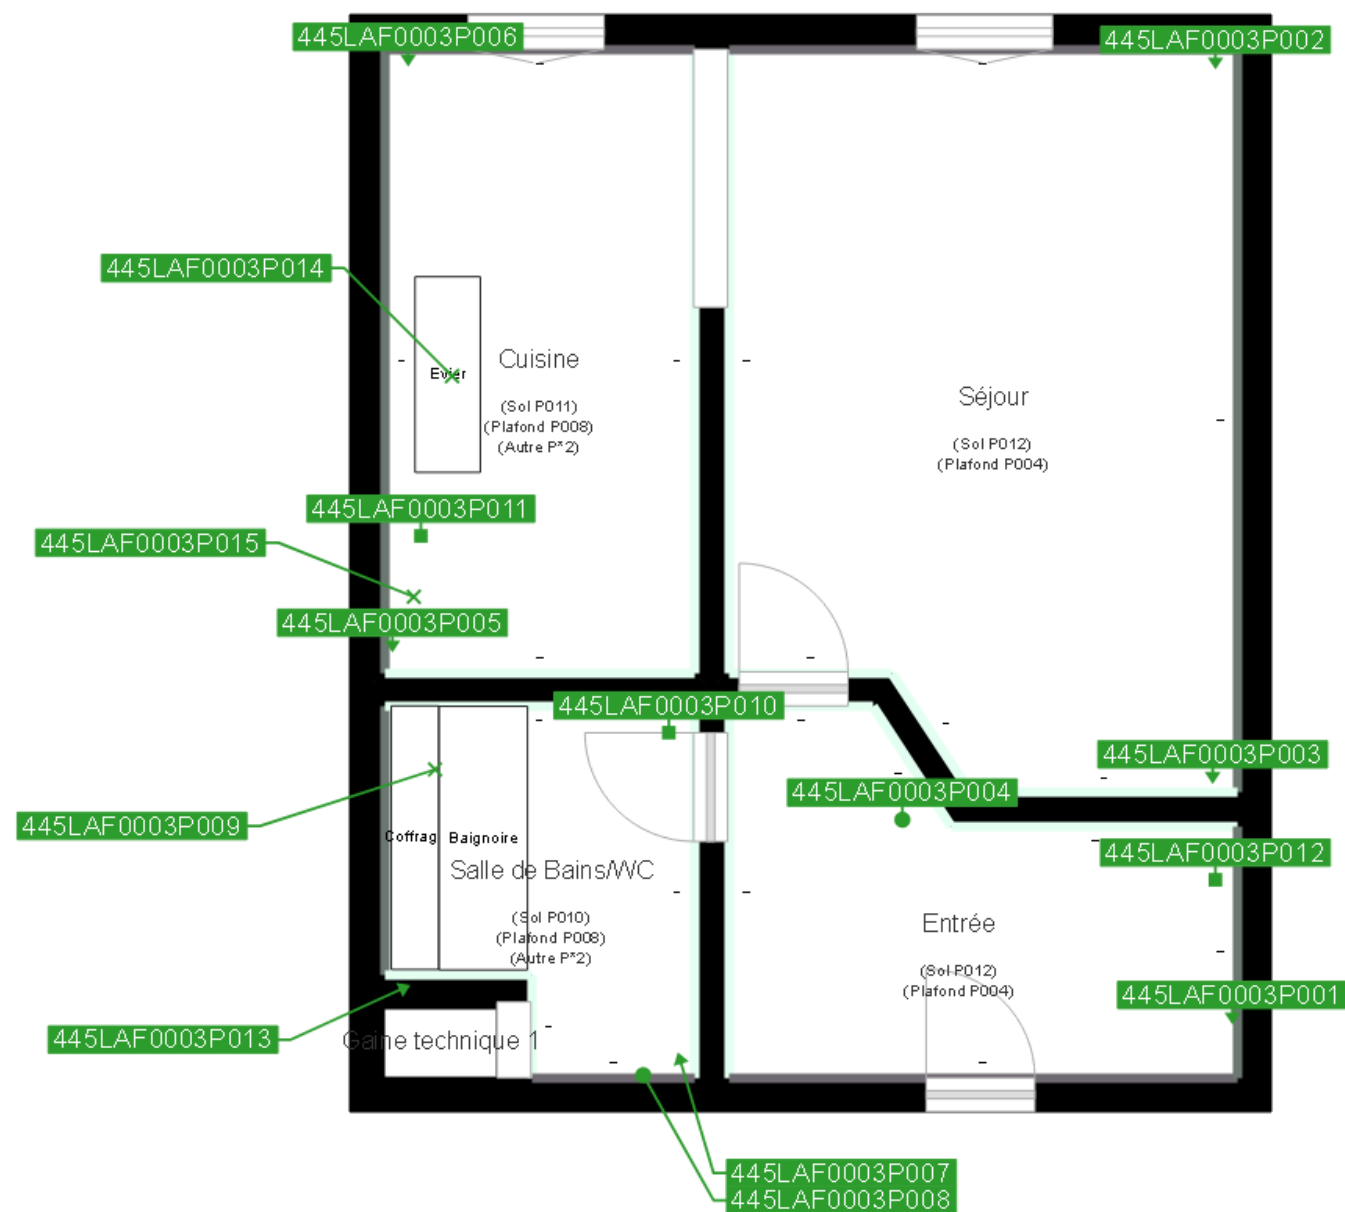 445LAF0003P006
445LAF0003P002
445LAF0003P014
Evier
Cuisine
(Sol P011)
(Plafond P008)
(Autre P*2)
Séjour
(Sol P012)
(Plafond P004)
445LAF0003P011
445LAF0003P015
445LAF0003P005
445LAF0003P010
445LAF0003P003
445LAF0003P004
445LAF0003P009
Coffrag
Baignoire
445LAF0003P012
Salle de Bains/WC
(Sol P010)
(Plafond P008)
(Autre P*2)
Entrée
(Sol P012)
(Plafond P004)
445LAF0003P001
445LAF0003P013
Gaine technique 1
445LAF0003P007
445LAF0003P008